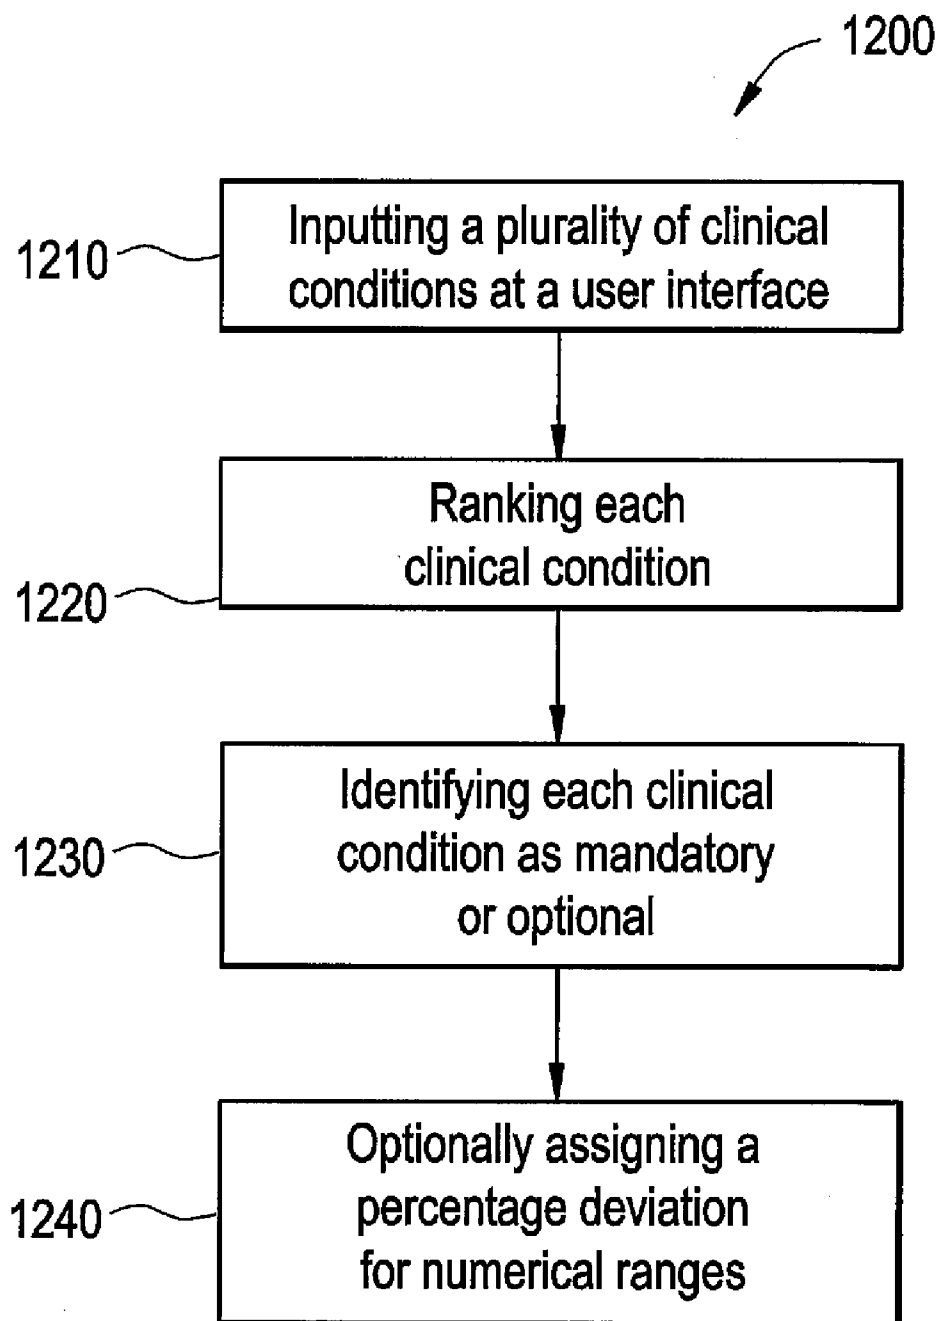 1200
1210
Inputting a plurality of clinical
conditions at a user interface
1220
Ranking each
clinical condition
1230
Identifying each clinical
condition as mandatory
or optional
1240
Optionally assigning a
percentage deviation
for numerical ranges